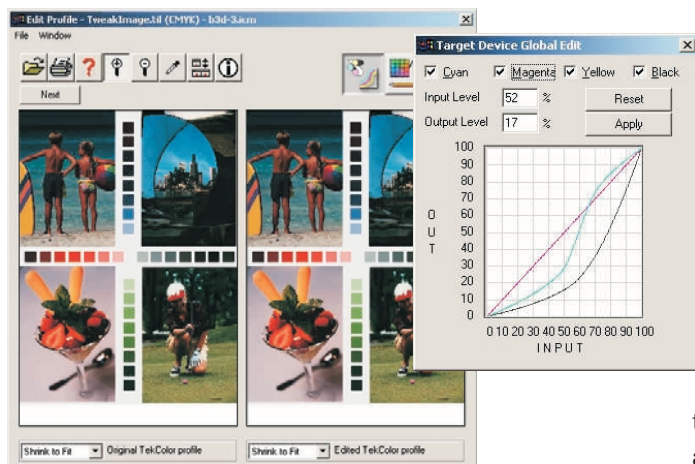 Edit Profile - TweakImage.tif (CMYK) - b3d-3.icm
File Window
Next
Shrink to Fit Original TekColor profile
Shrink to Fit Edited TekColor profile
Target Device Global Edit
Cyan Magenta Yellow Black
Input Level 52 % Reset
Output Level 17 % Apply
100
90
80
70
60
50
40
30
20
10
0
OUT
0 10 20 30 40 50 60 70 80 90 100
INPUT